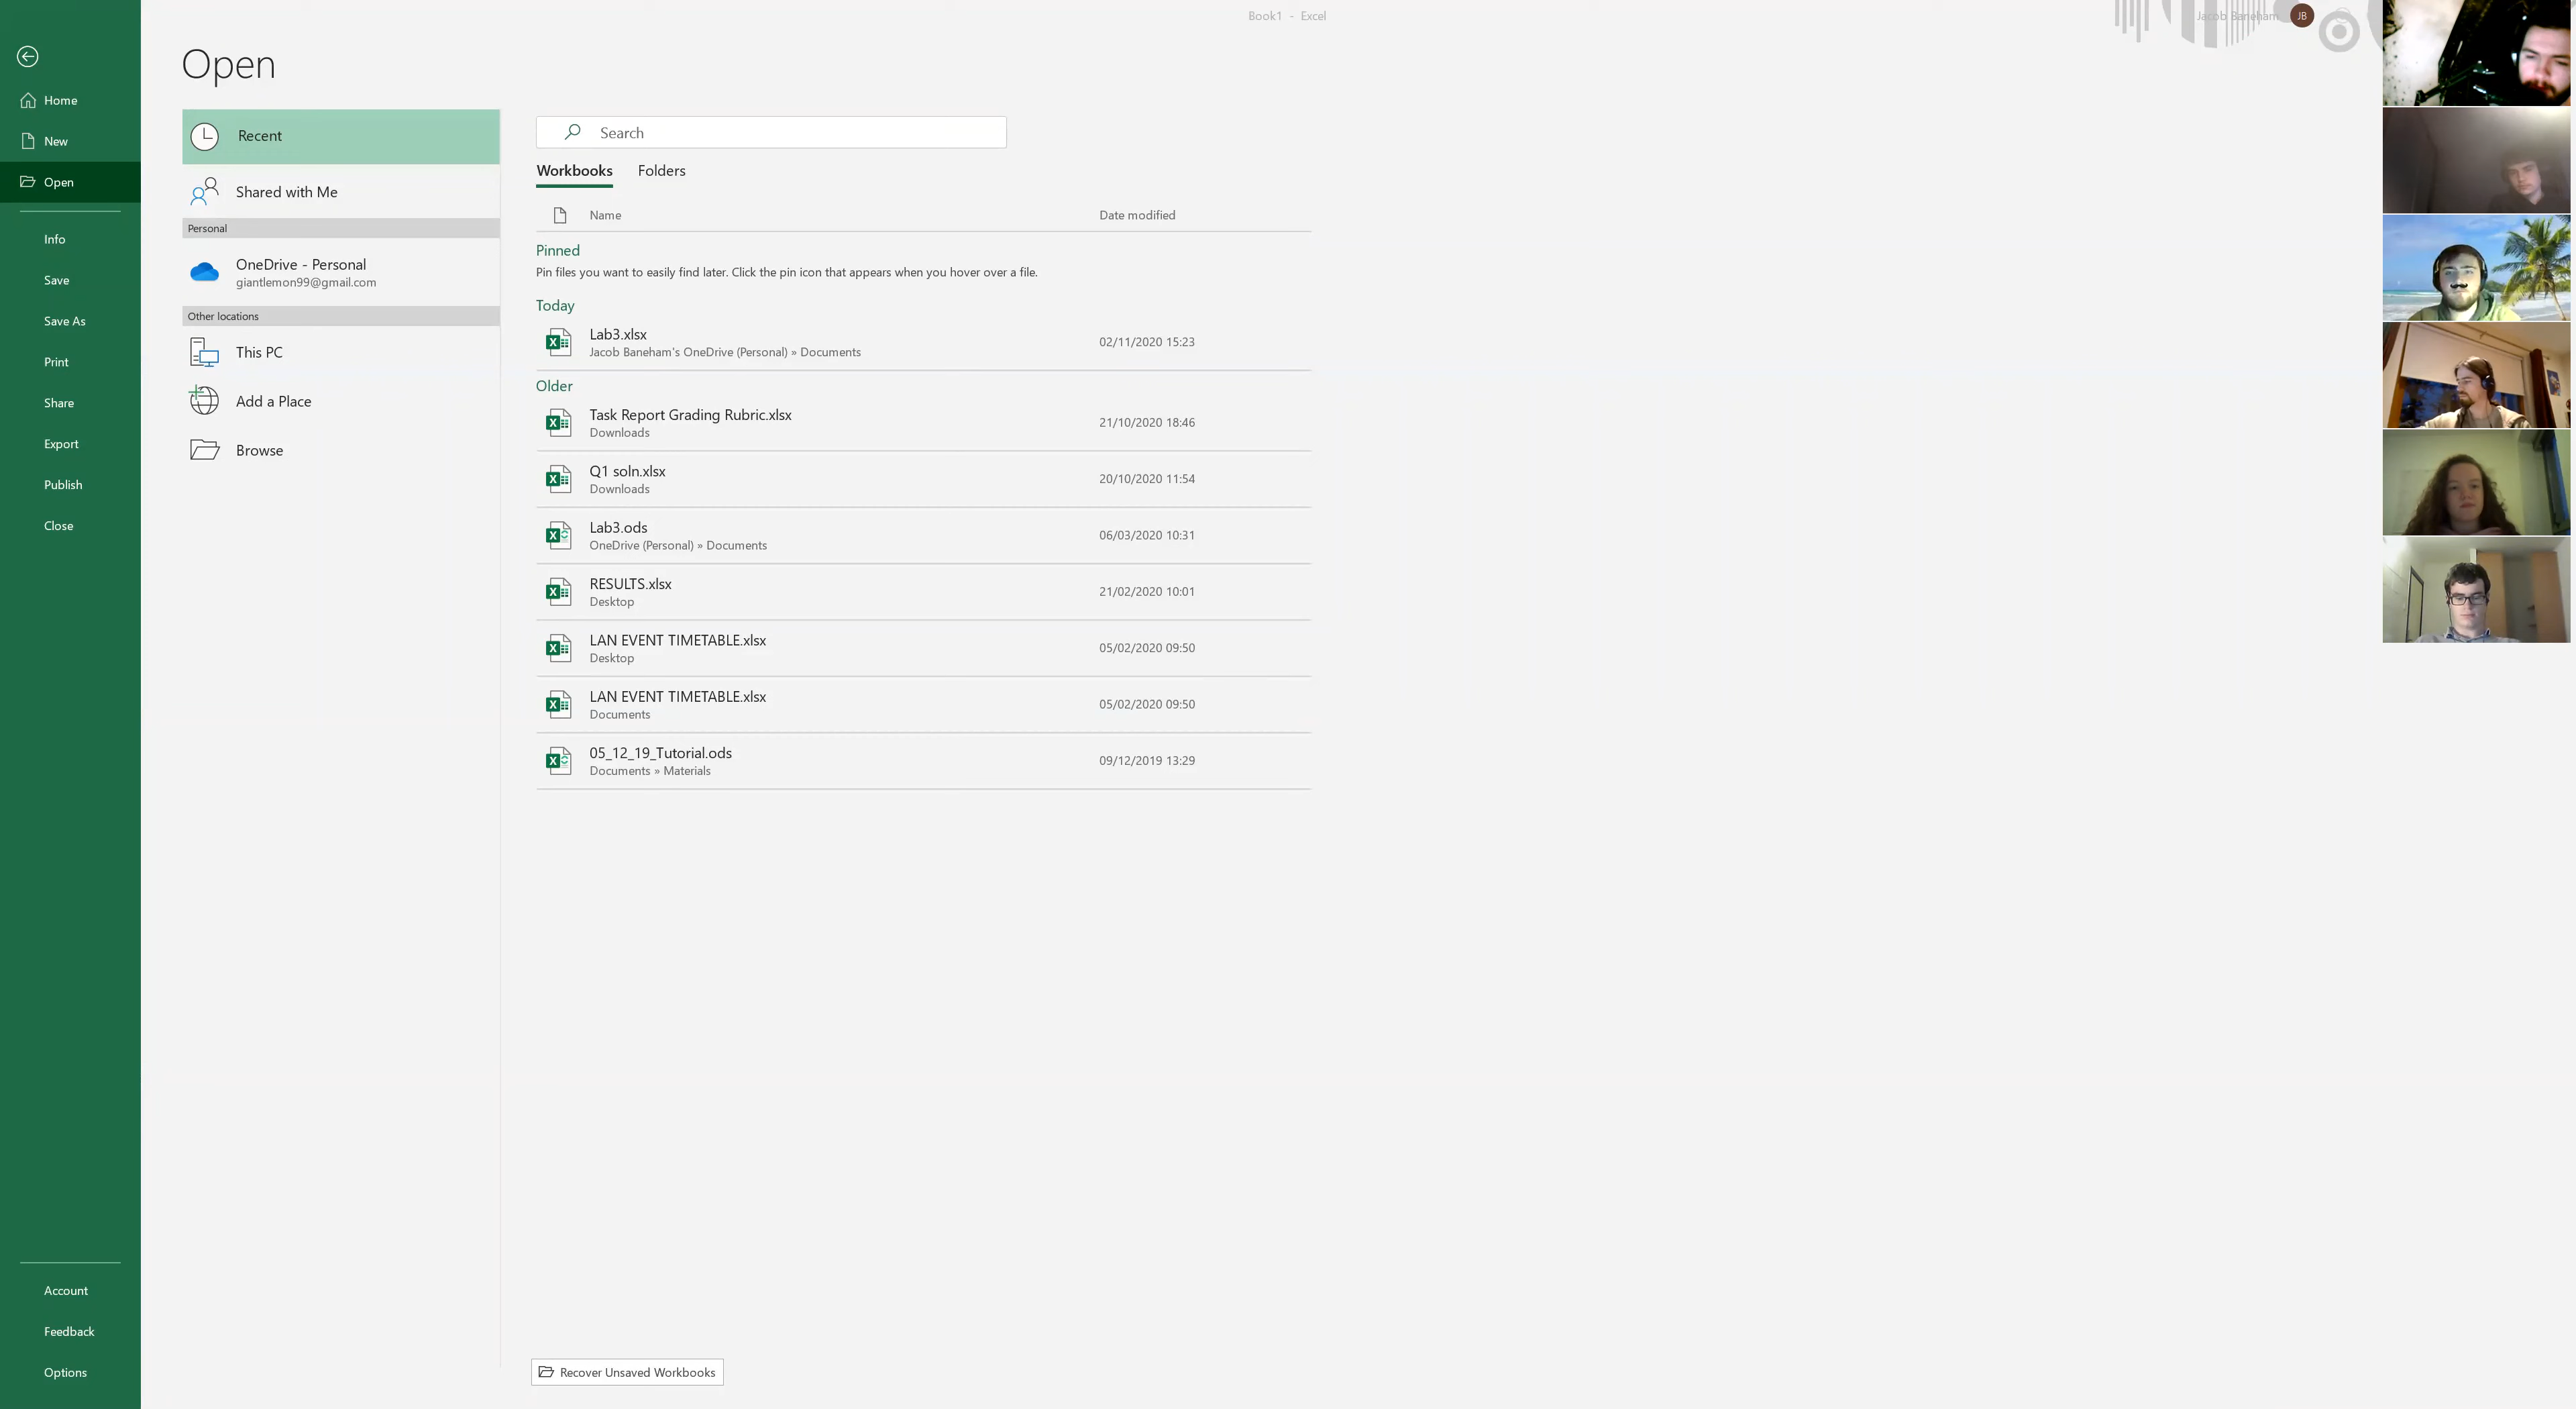 Book1 - Excel
Jacob Baneham JB
Open
Home
New
Open
Info
Save
Save As
Print
Share
Export
Publish
Close
Account
Feedback
Options
Recent
Shared with Me
Personal
OneDrive - Personal
giantlemon99@gmail.com
Other locations
This PC
Add a Place
Browse
Search
Workbooks Folders
Name Date modified
Pinned
Pin files you want to easily find later. Click the pin icon that appears when you hover over a file.
Today
Lab3.xlsx 02/11/2020 15:23
Jacob Baneham's OneDrive (Personal) » Documents
Older
Task Report Grading Rubric.xlsx 21/10/2020 18:46
Downloads
Q1 soln.xlsx 20/10/2020 11:54
Downloads
Lab3.ods 06/03/2020 10:31
OneDrive (Personal) » Documents
RESULTS.xlsx 21/02/2020 10:01
Desktop
LAN EVENT TIMETABLE.xlsx 05/02/2020 09:50
Desktop
LAN EVENT TIMETABLE.xlsx 05/02/2020 09:50
Documents
05_12_19_Tutorial.ods 09/12/2019 13:29
Documents » Materials
Recover Unsaved Workbooks